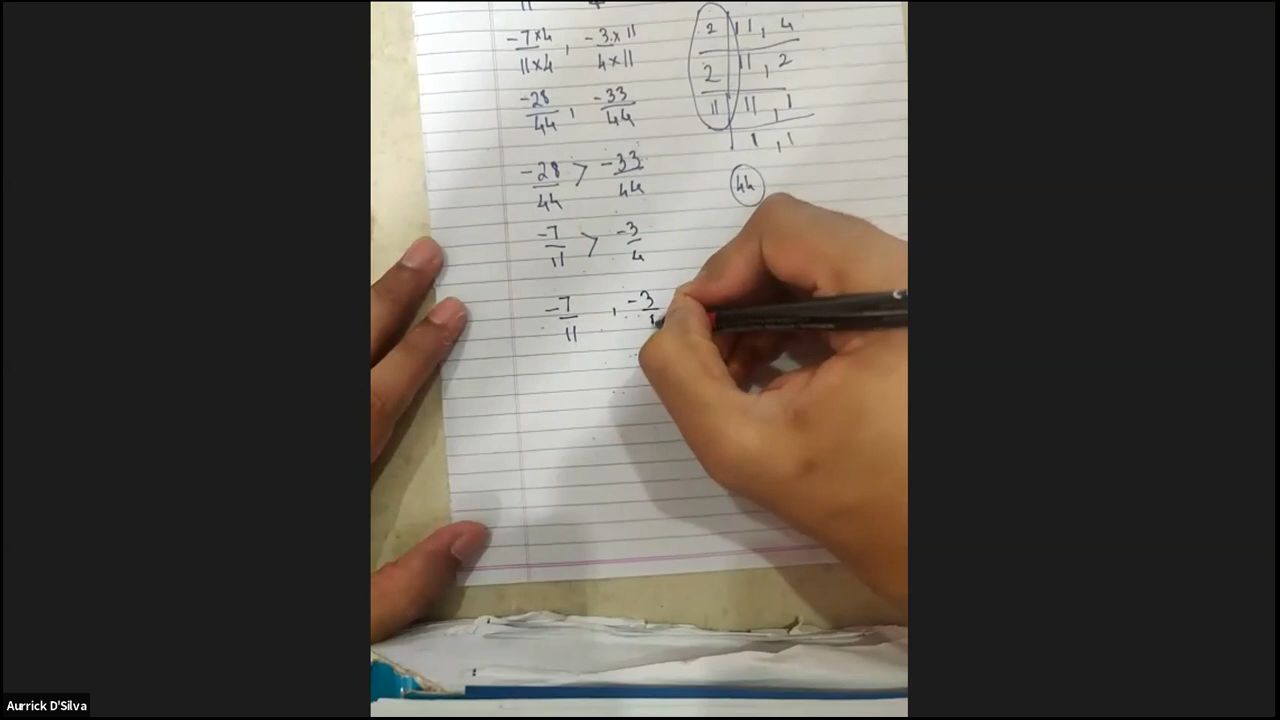 -7×4/11×4 , -3×11/4×11
-28/44 , -33/44
-28/44 > -33/44
-7/11 > -3/4
-7/11 , -3/
2 | 11, 4
2 | 11, 2
11 | 11, 1
1, 1
44
Aurrick D'Silva